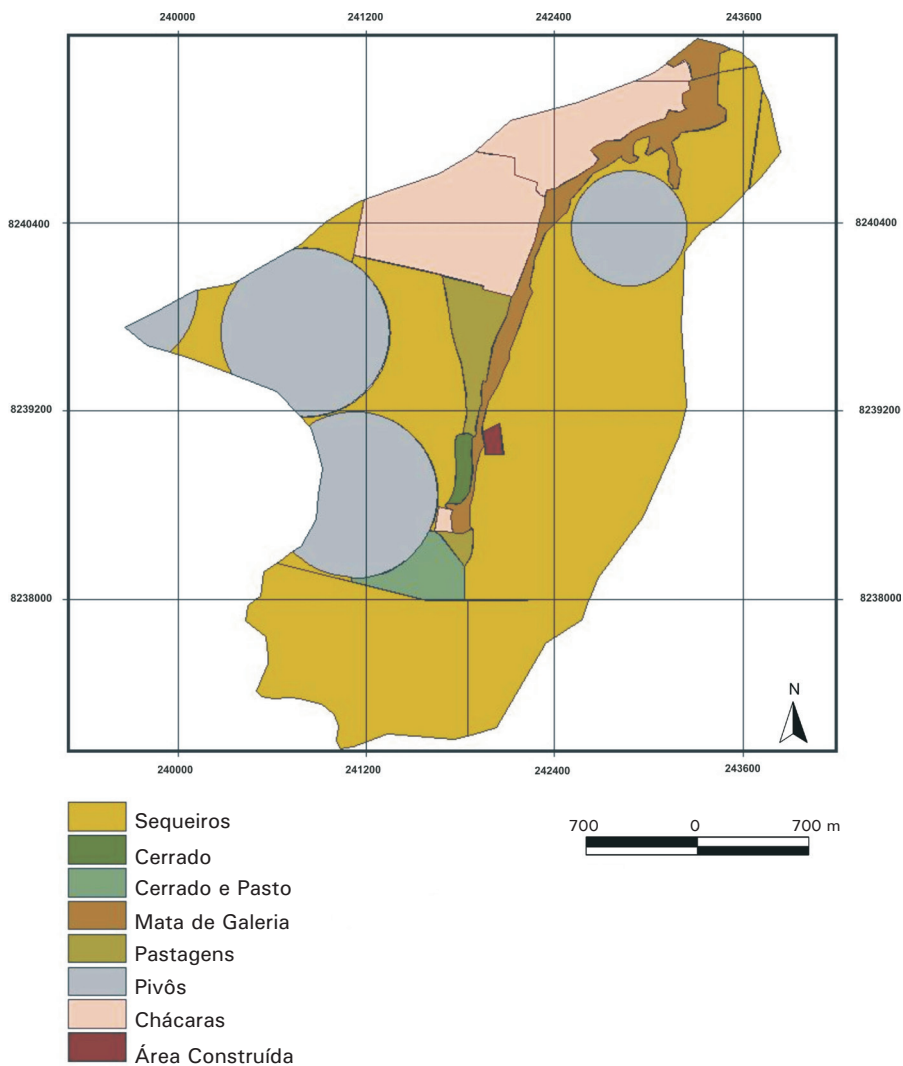 240000 241200 242400 243600
N
8240400 8240400
8239200 8239200
8238000 8238000
240000 241200 242400 243600
Sequeiros
Cerrado
Cerrado e Pasto
Mata de Galeria
Pastagens
Pivôs
Chácaras
Área Construída
700 0 700 m